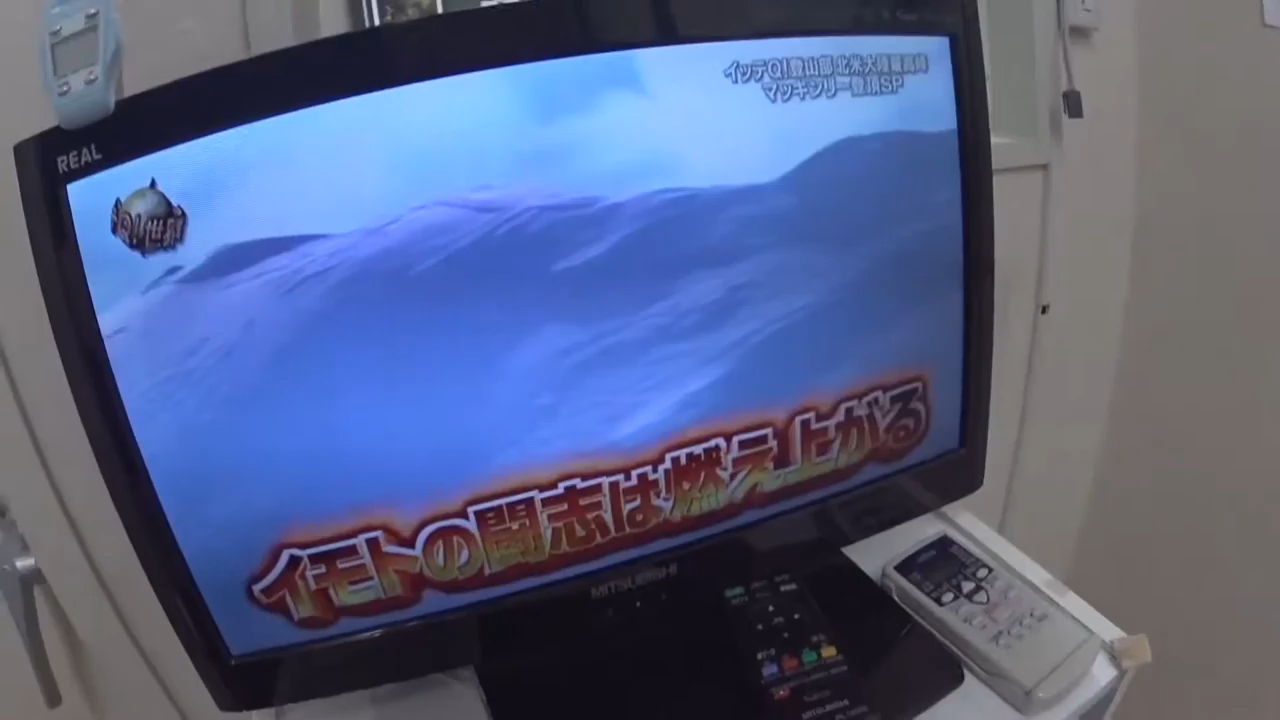 イッテQ!登山部 北米大陸最高峰
マッキンリー登頂SP
REAL
イモトの闘志は燃え上がる
MITSUBISHI
MITSUBISHI